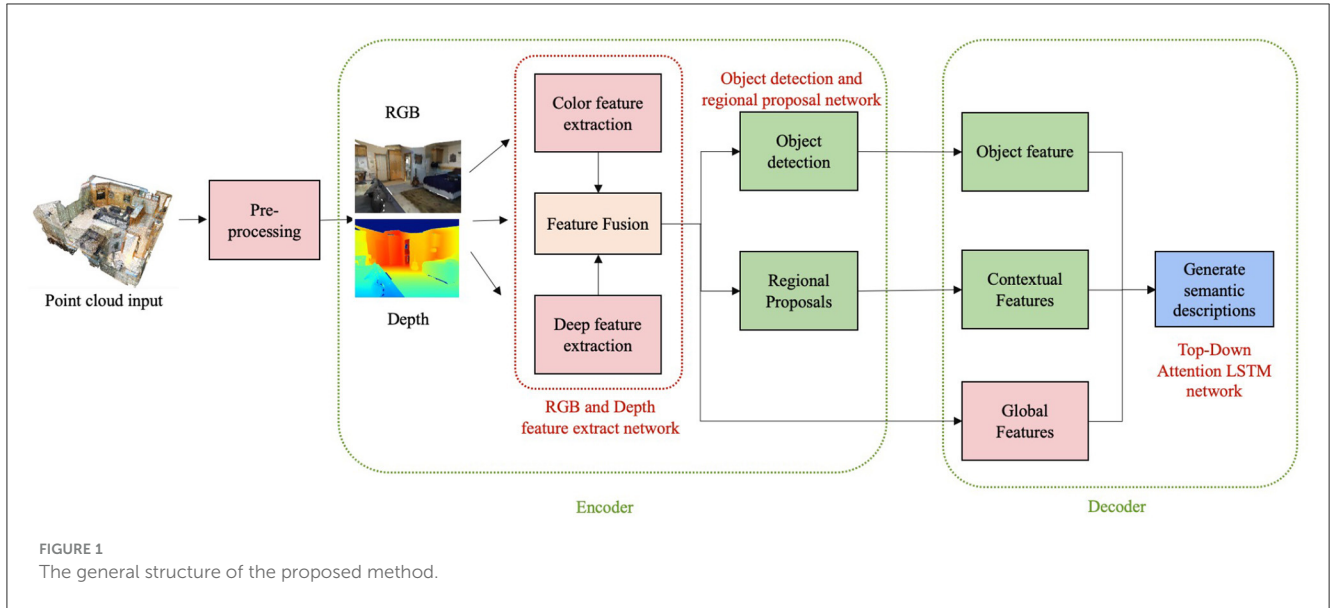 Point cloud input
Pre-
processing
RGB
Depth
Color feature
extraction
Feature Fusion
Deep feature
extraction
RGB and Depth
feature extract network
Object detection and
regional proposal network
Object
detection
Regional
Proposals
Encoder
Object feature
Contextual
Features
Global
Features
Generate
semantic
descriptions
Top-Down
Attention LSTM
network
Decoder
FIGURE 1
The general structure of the proposed method.